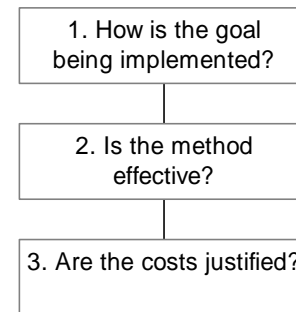 1. How is the goal
being implemented?
2. Is the method
effective?
3. Are the costs justified?